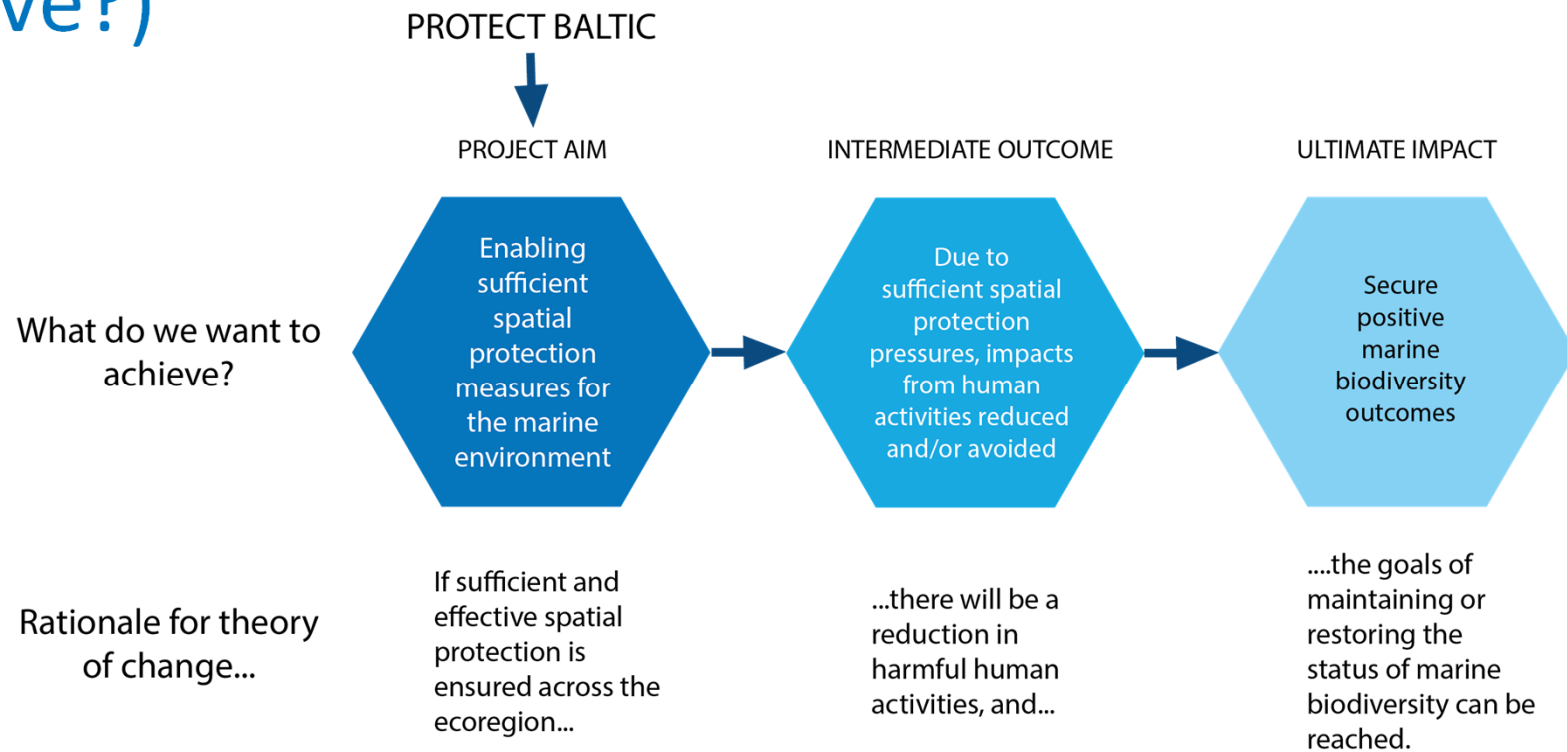 ve?)
PROTECT BALTIC
PROJECT AIM
INTERMEDIATE OUTCOME
ULTIMATE IMPACT
What do we want to
achieve?
Enabling
sufficient
spatial
protection
measures for
the marine
environment
Due to
sufficient spatial
protection
pressures, impacts
from human
activities reduced
and/or avoided
Secure
positive
marine
biodiversity
outcomes
Rationale for theory
of change...
If sufficient and
effective spatial
protection is
ensured across the
ecoregion...
...there will be a
reduction in
harmful human
activities, and...
....the goals of
maintaining or
restoring the
status of marine
biodiversity can be
reached.